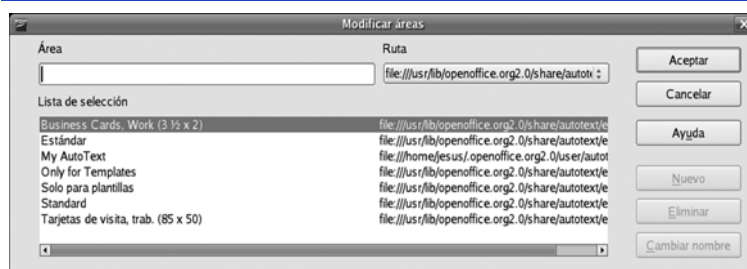 Modificar áreas
Área
Ruta
file:///usr/lib/openoffice.org2.0/share/autote
Aceptar
Cancelar
Ayuda
Nuevo
Eliminar
Cambiar nombre
Lista de selección
Business Cards, Work (3 ½ x 2) file:///usr/lib/openoffice.org2.0/share/autotext/e
Estándar file:///usr/lib/openoffice.org2.0/share/autotext/e
My AutoText file:///home/jesus/.openoffice.org2.0/user/autot
Only for Templates file:///usr/lib/openoffice.org2.0/share/autotext/e
Solo para plantillas file:///usr/lib/openoffice.org2.0/share/autotext/e
Standard file:///usr/lib/openoffice.org2.0/share/autotext/e
Tarjetas de visita, trab. (85 x 50) file:///usr/lib/openoffice.org2.0/share/autotext/e